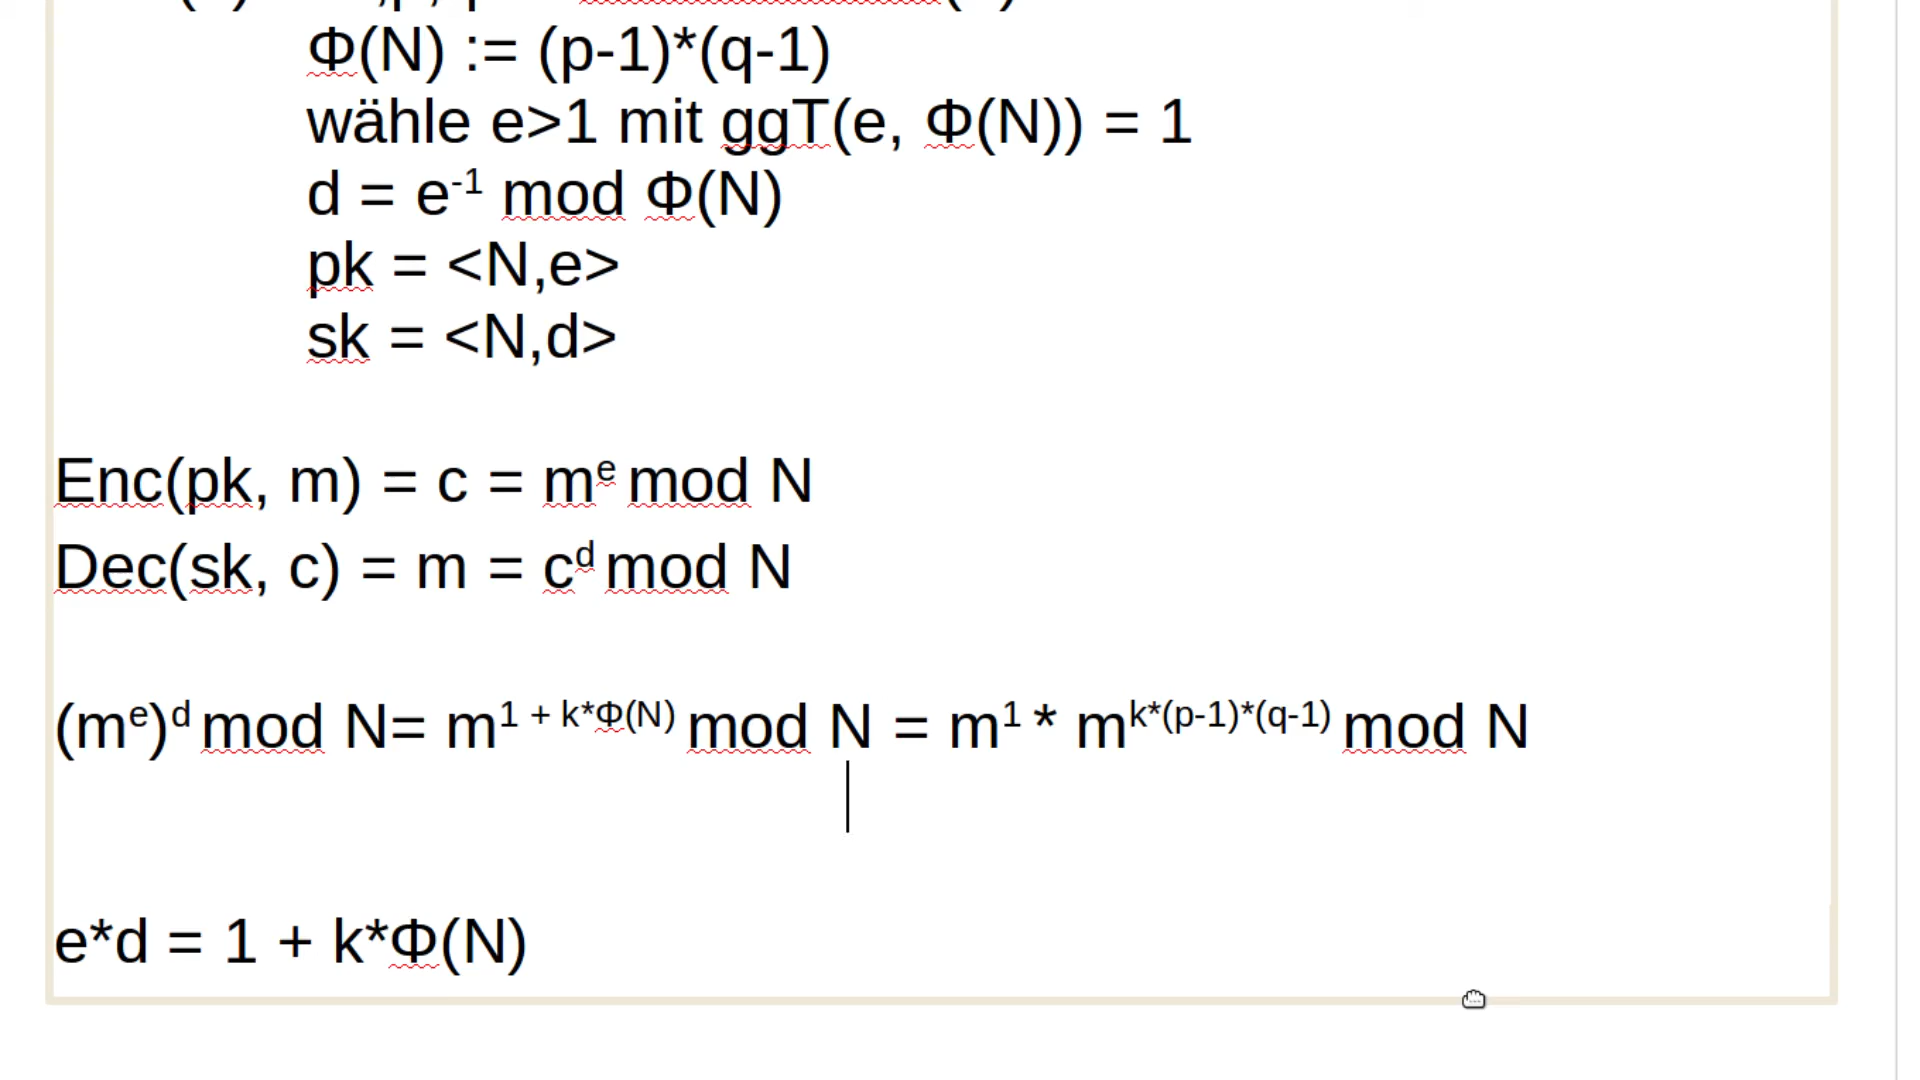 Φ(N) := (p-1)*(q-1)
wähle e>1 mit ggT(e, Φ(N)) = 1
d = e⁻¹ mod Φ(N)
pk = <N,e>
sk = <N,d>
Enc(pk, m) = c = mᵉ mod N
Dec(sk, c) = m = cᵈ mod N
(mᵉ)ᵈ mod N= m¹ ⁺ ᵏ*Φ(N) mod N = m¹ * mᵏ*(p-1)*(q-1) mod N
e*d = 1 + k*Φ(N)